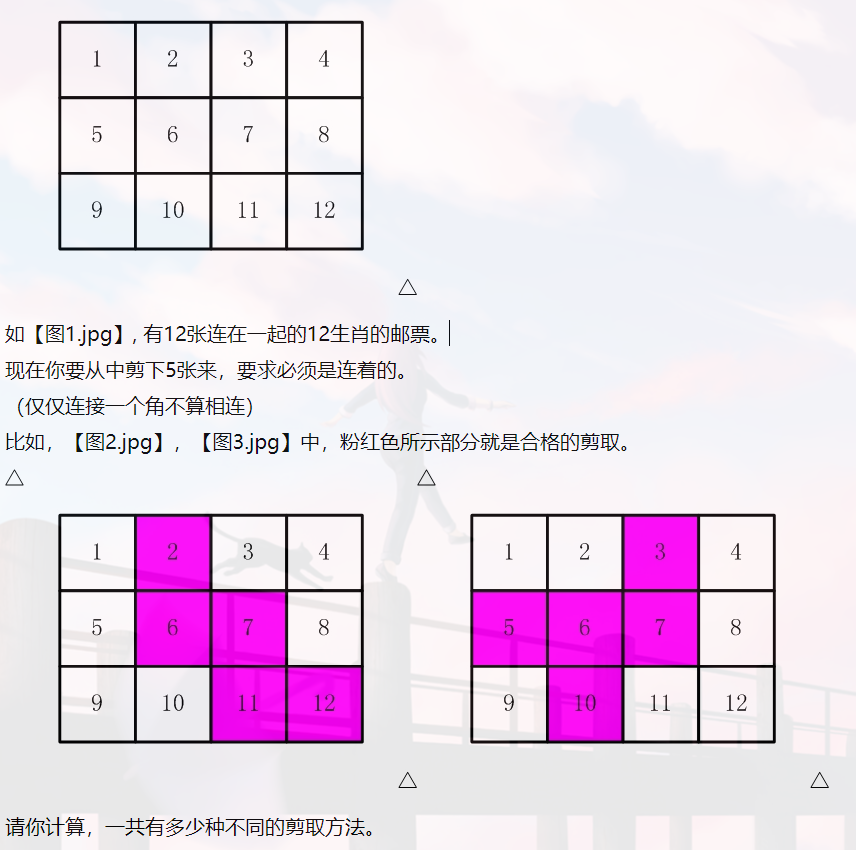 1 2 3 4
5 6 7 8
9 10 11 12
△
如【图1.jpg】, 有12张连在一起的12生肖的邮票。
现在你要从中剪下5张来，要求必须是连着的。
（仅仅连接一个角不算相连）
比如，【图2.jpg】，【图3.jpg】中，粉红色所示部分就是合格的剪取。
△ △
1 2 3 4 1 2 3 4
5 6 7 8 5 6 7 8
9 10 11 12 9 10 11 12
△ △
请你计算，一共有多少种不同的剪取方法。